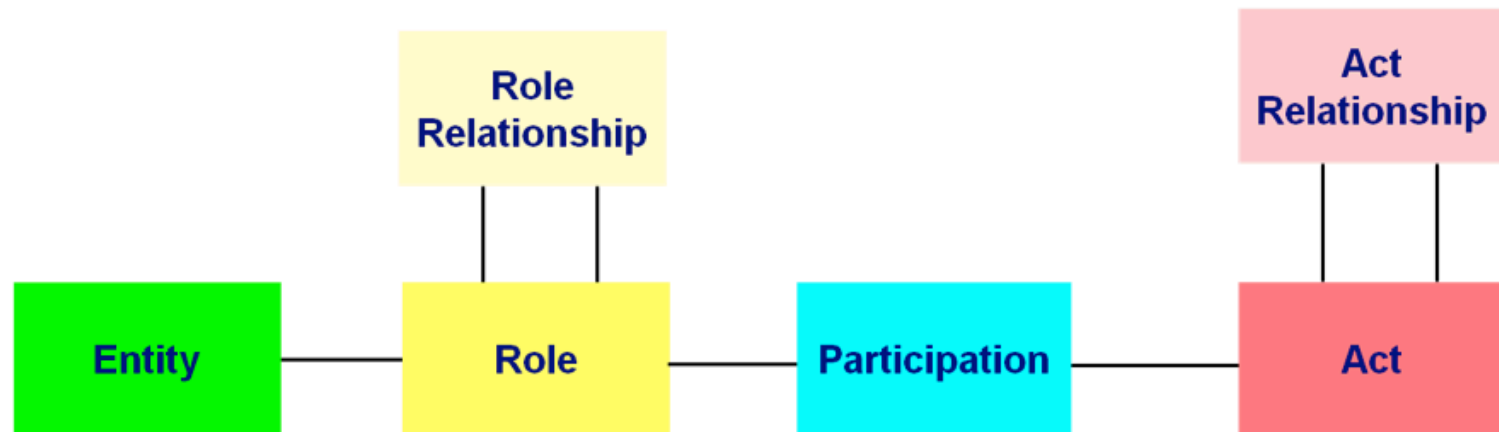 Role
Relationship
Act
Relationship
Entity
Role
Participation
Act